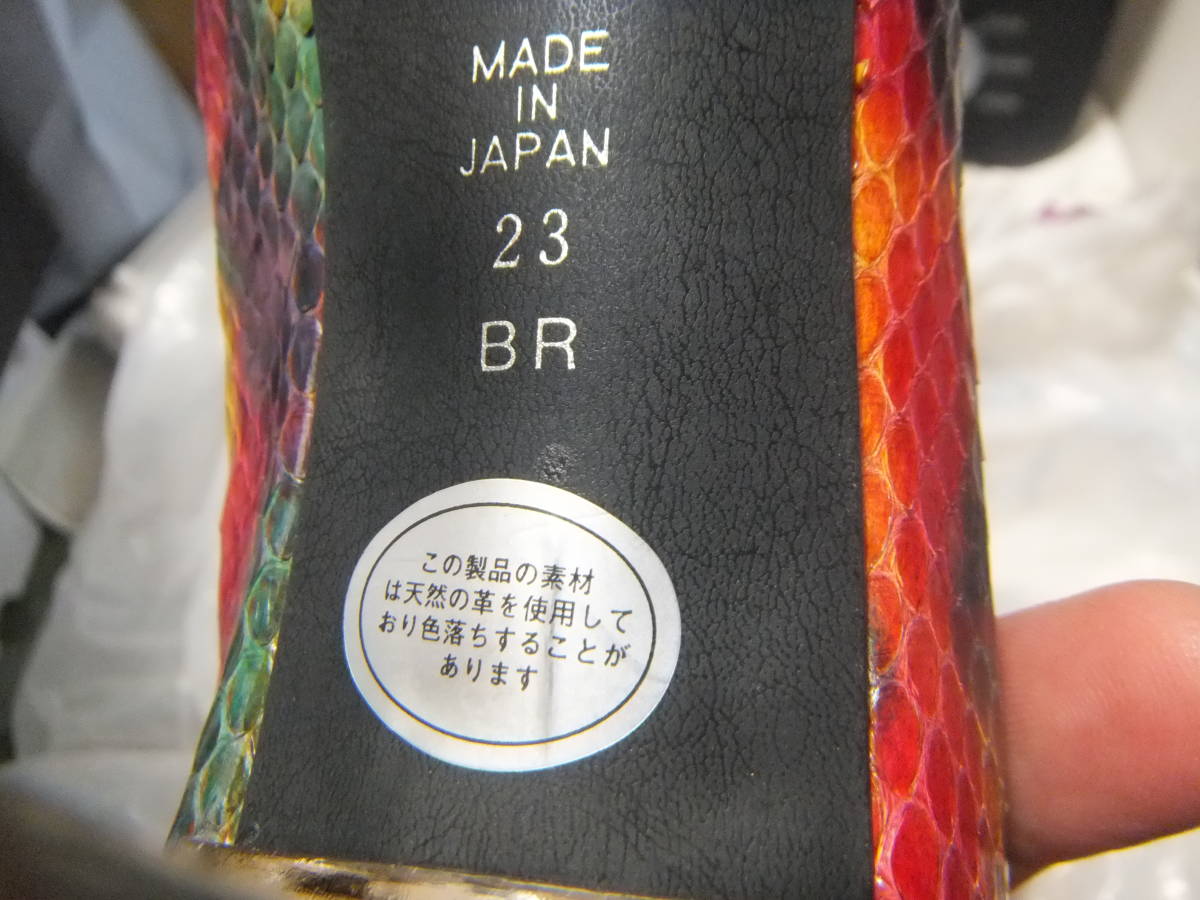 MADE
IN
JAPAN
23
BR
この製品の素材
は天然の革を使用して
おり色落ちすることが
あります